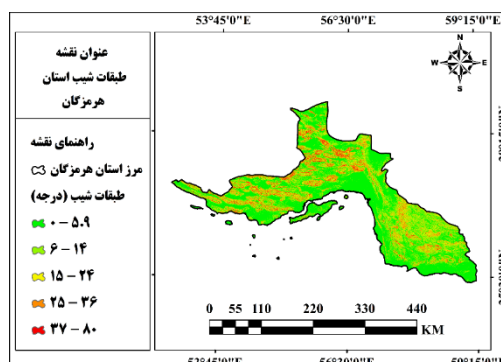 53°45'0"E 56°30'0"E 59°15'0"E
عنوان نقشه
طبقات شیب استان
هرمزگان
راهنمای نقشه
مرز استان هرمزگان
طبقات شیب (درجه)
۰ – ۵.۹
۶ – ۱۴
۱۵ – ۲۴
۲۵ – ۳۶
۳۷ – ۸۰
N
W E
S
0 55 110 220 330 440
KM